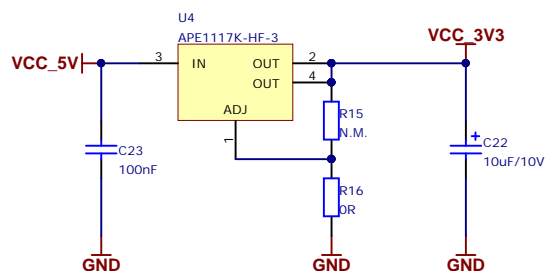 U4
APE1117K-HF-3
VCC_5V
VCC_3V3
3
IN
OUT
2
OUT
4
ADJ
1
R15
N.M.
C23
100nF
C22
10uF/10V
R16
0R
GND
GND
GND